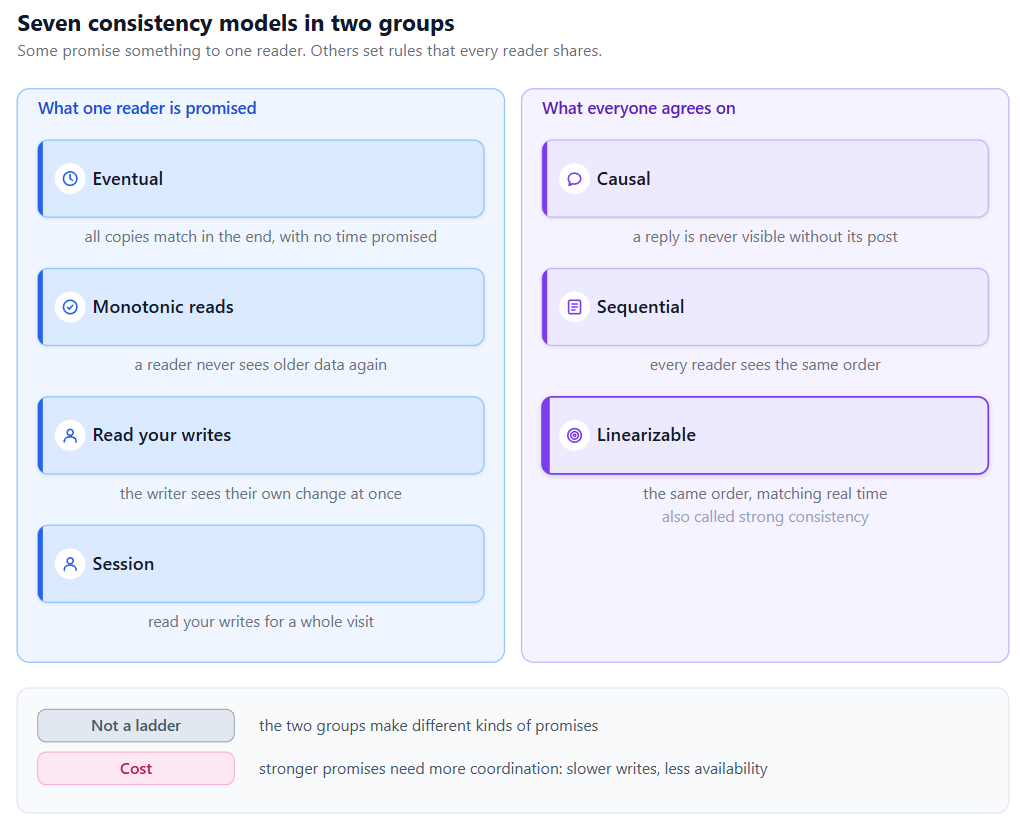 Seven consistency models in two groups
Some promise something to one reader. Others set rules that every reader shares.
What one reader is promised
Eventual
all copies match in the end, with no time promised
Monotonic reads
a reader never sees older data again
Read your writes
the writer sees their own change at once
Session
read your writes for a whole visit
What everyone agrees on
Causal
a reply is never visible without its post
Sequential
every reader sees the same order
Linearizable
the same order, matching real time
also called strong consistency
Not a ladder
the two groups make different kinds of promises
Cost
stronger promises need more coordination: slower writes, less availability